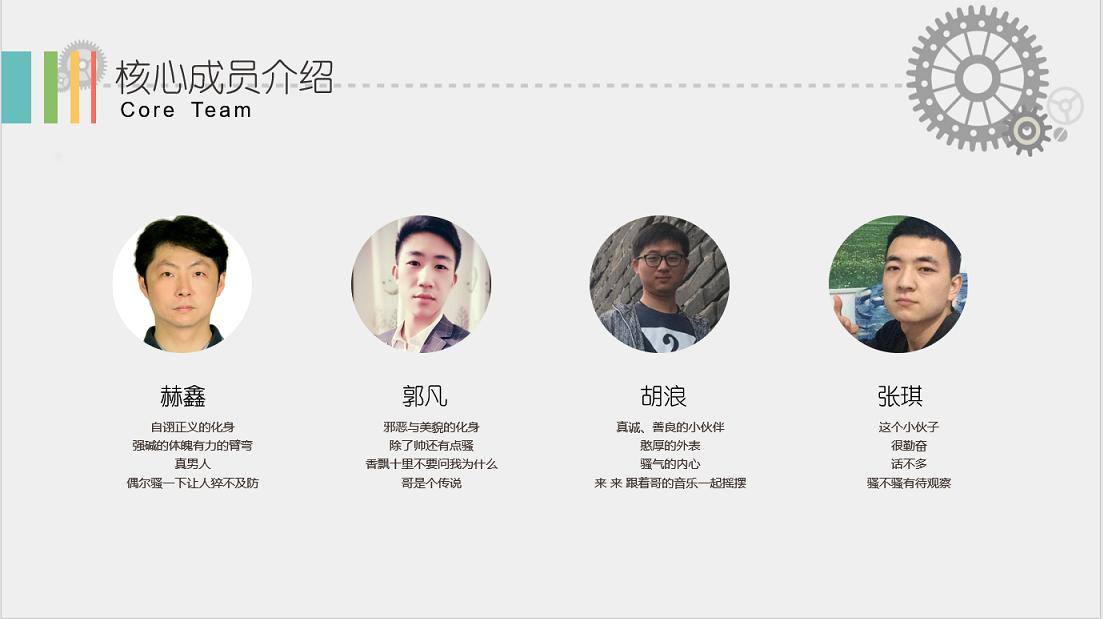 核心成员介绍
Core Team
赫鑫
自诩正义的化身
强碱的体魄有力的臂弯
真男人
偶尔骚一下让人猝不及防
郭凡
邪恶与美貌的化身
除了帅还有点骚
香飘十里不要问我为什么
哥是个传说
胡浪
真诚、善良的小伙伴
憨厚的外表
骚气的内心
来 来 跟着哥的音乐一起摇摆
张琪
这个小伙子
很勤奋
话不多
骚不骚有待观察